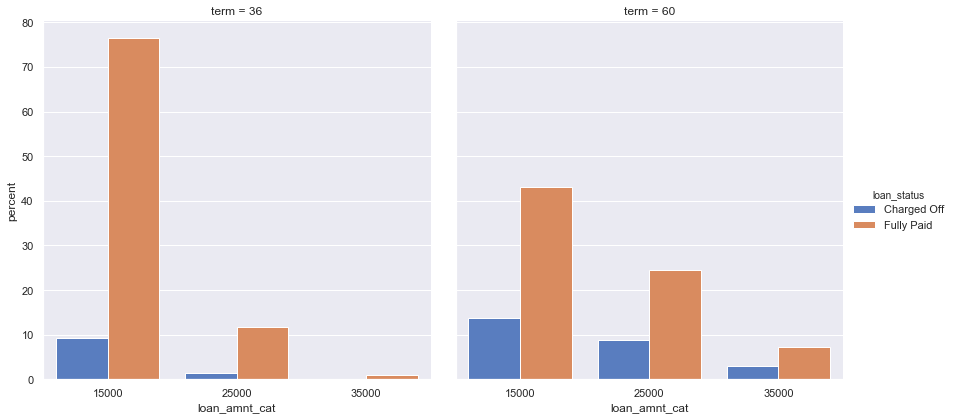 term = 36
term = 60
80
70
60
50
40
30
20
10
0
percent
15000
25000
35000
loan_amnt_cat
15000
25000
35000
loan_amnt_cat
loan_status
Charged Off
Fully Paid